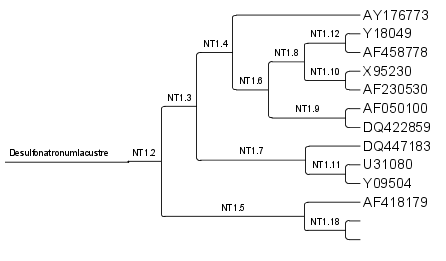 AY176773
NT1.12
Y18049
NT1.4
NT1.8
AF458778
X95230
NT1.10
NT1.6
AF230530
NT1.3
AF050100
NT1.9
DQ422859
DQ447183
Desulfonatronumlacustre
NT1.2
NT1.7
NT1.11
U31080
Y09504
AF418179
NT1.5
NT1.18